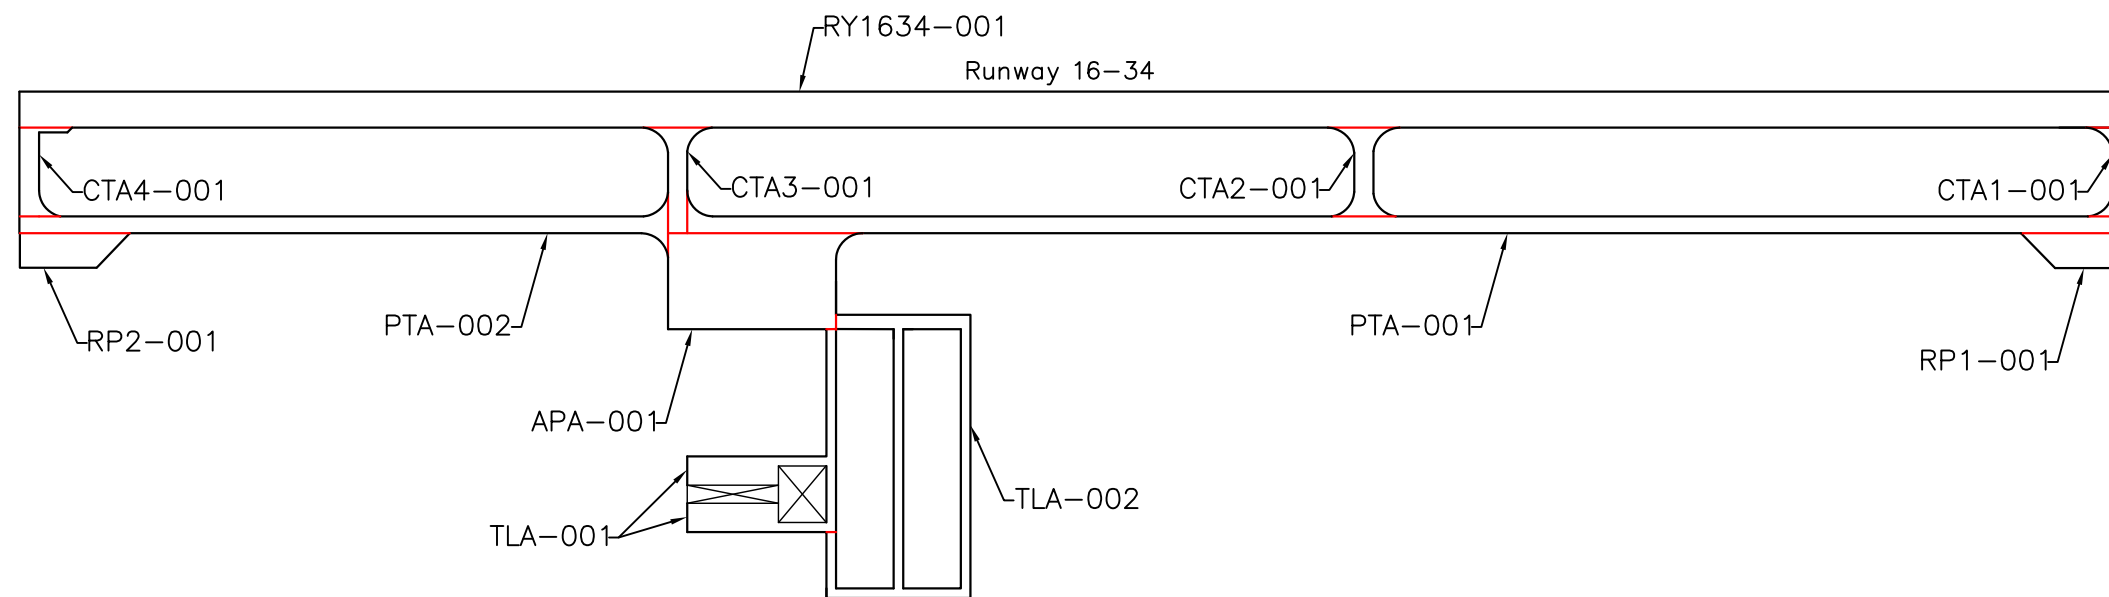 RY1634-001
Runway 16-34
CTA4-001
CTA3-001
CTA2-001
CTA1-001
PTA-002
PTA-001
RP2-001
RP1-001
APA-001
TLA-002
TLA-001